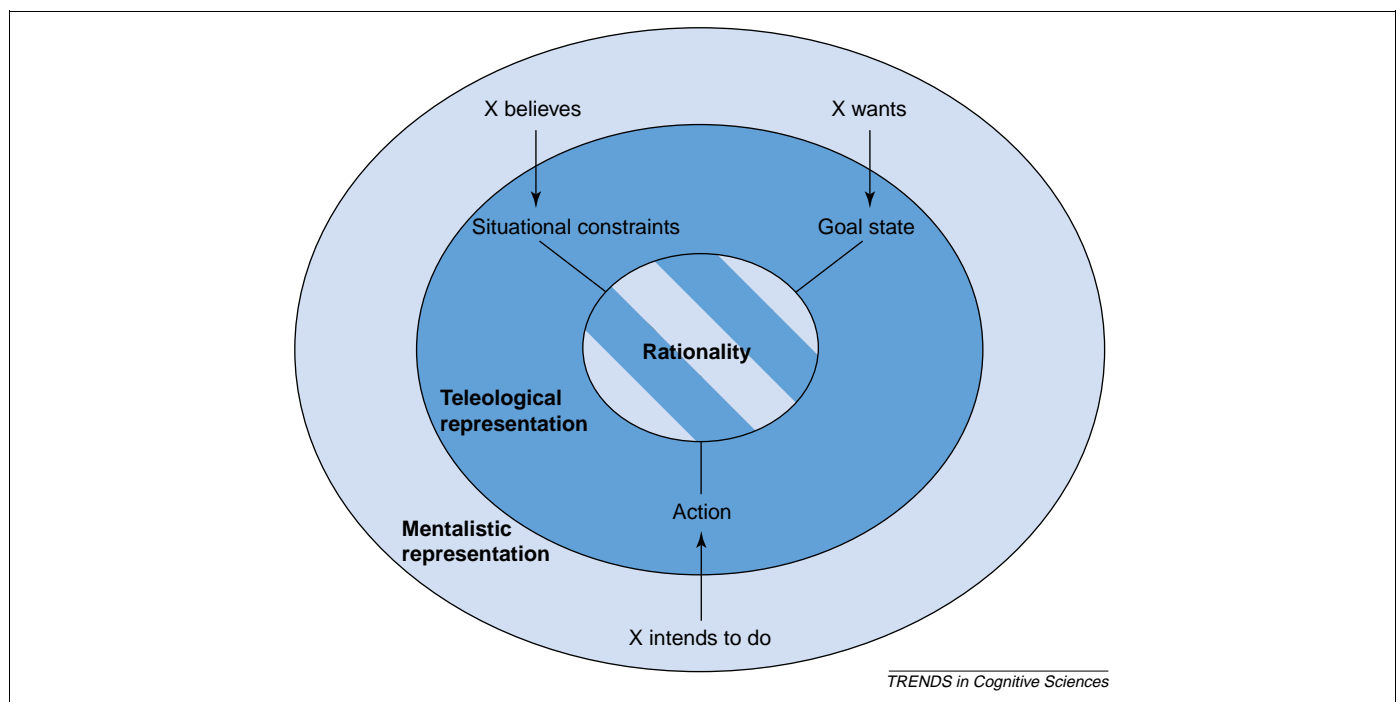 X believes
X wants
Situational constraints
Goal state
Rationality
Teleological
representation
Action
Mentalistic
representation
X intends to do
TRENDS in Cognitive Sciences